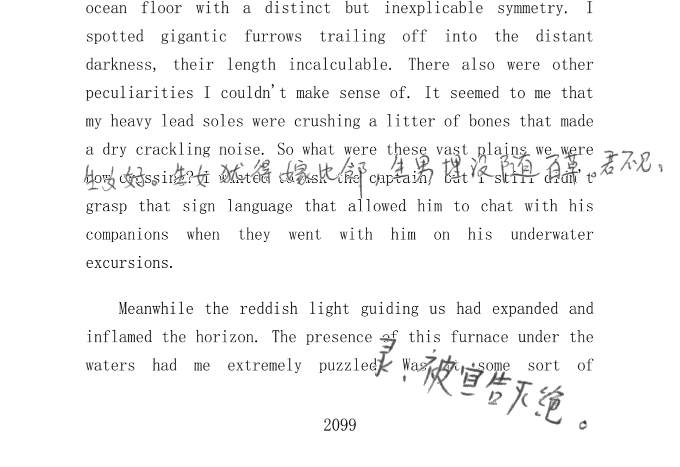 ocean floor with a distinct but inexplicable symmetry. I
spotted gigantic furrows trailing off into the distant
darkness, their length incalculable. There also were other
peculiarities I couldn't make sense of. It seemed to me that
my heavy lead soles were crushing a litter of bones that made
a dry crackling noise. So what were these vast plains we were
生女好。生女犹得嫁比邻,生男埋没随百草。君不见,
now crossing? I wanted to ask the captain, but I still didn't
grasp that sign language that allowed him to chat with his
companions when they went with him on his underwater
excursions.
Meanwhile the reddish light guiding us had expanded and
inflamed the horizon. The presence of this furnace under the
waters had me extremely puzzled. Was it some sort of
录,被宣告灭绝。
2099